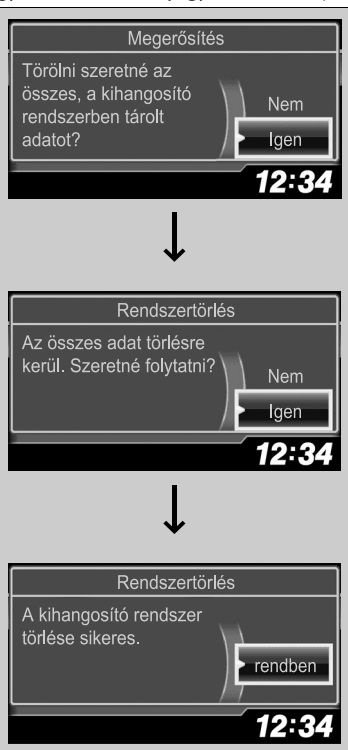 Megerősítés
Törölni szeretné az
összes, a kihangosító
rendszerben tárolt
adatot?
Nem
Igen
12:34
Rendszertörlés
Az összes adat törlésre
kerül. Szeretné folytatni?
Nem
Igen
12:34
Rendszertörlés
A kihangosító rendszer
törlése sikeres.
rendben
12:34